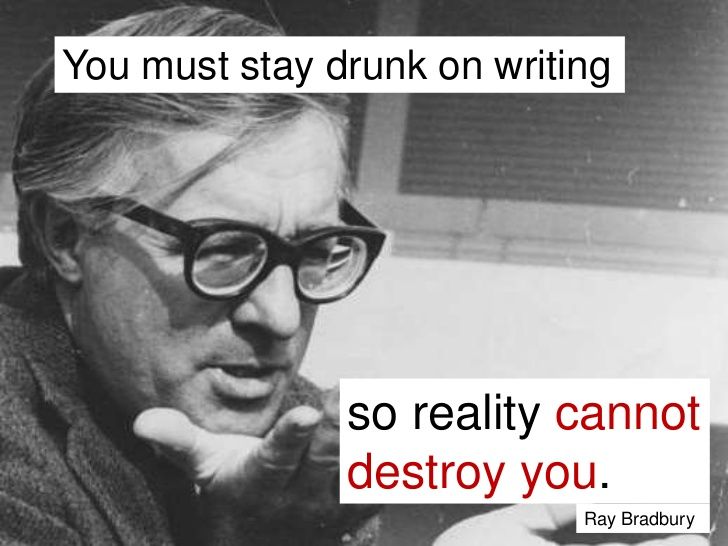 You must stay drunk on writing
so reality cannot
destroy you.
Ray Bradbury